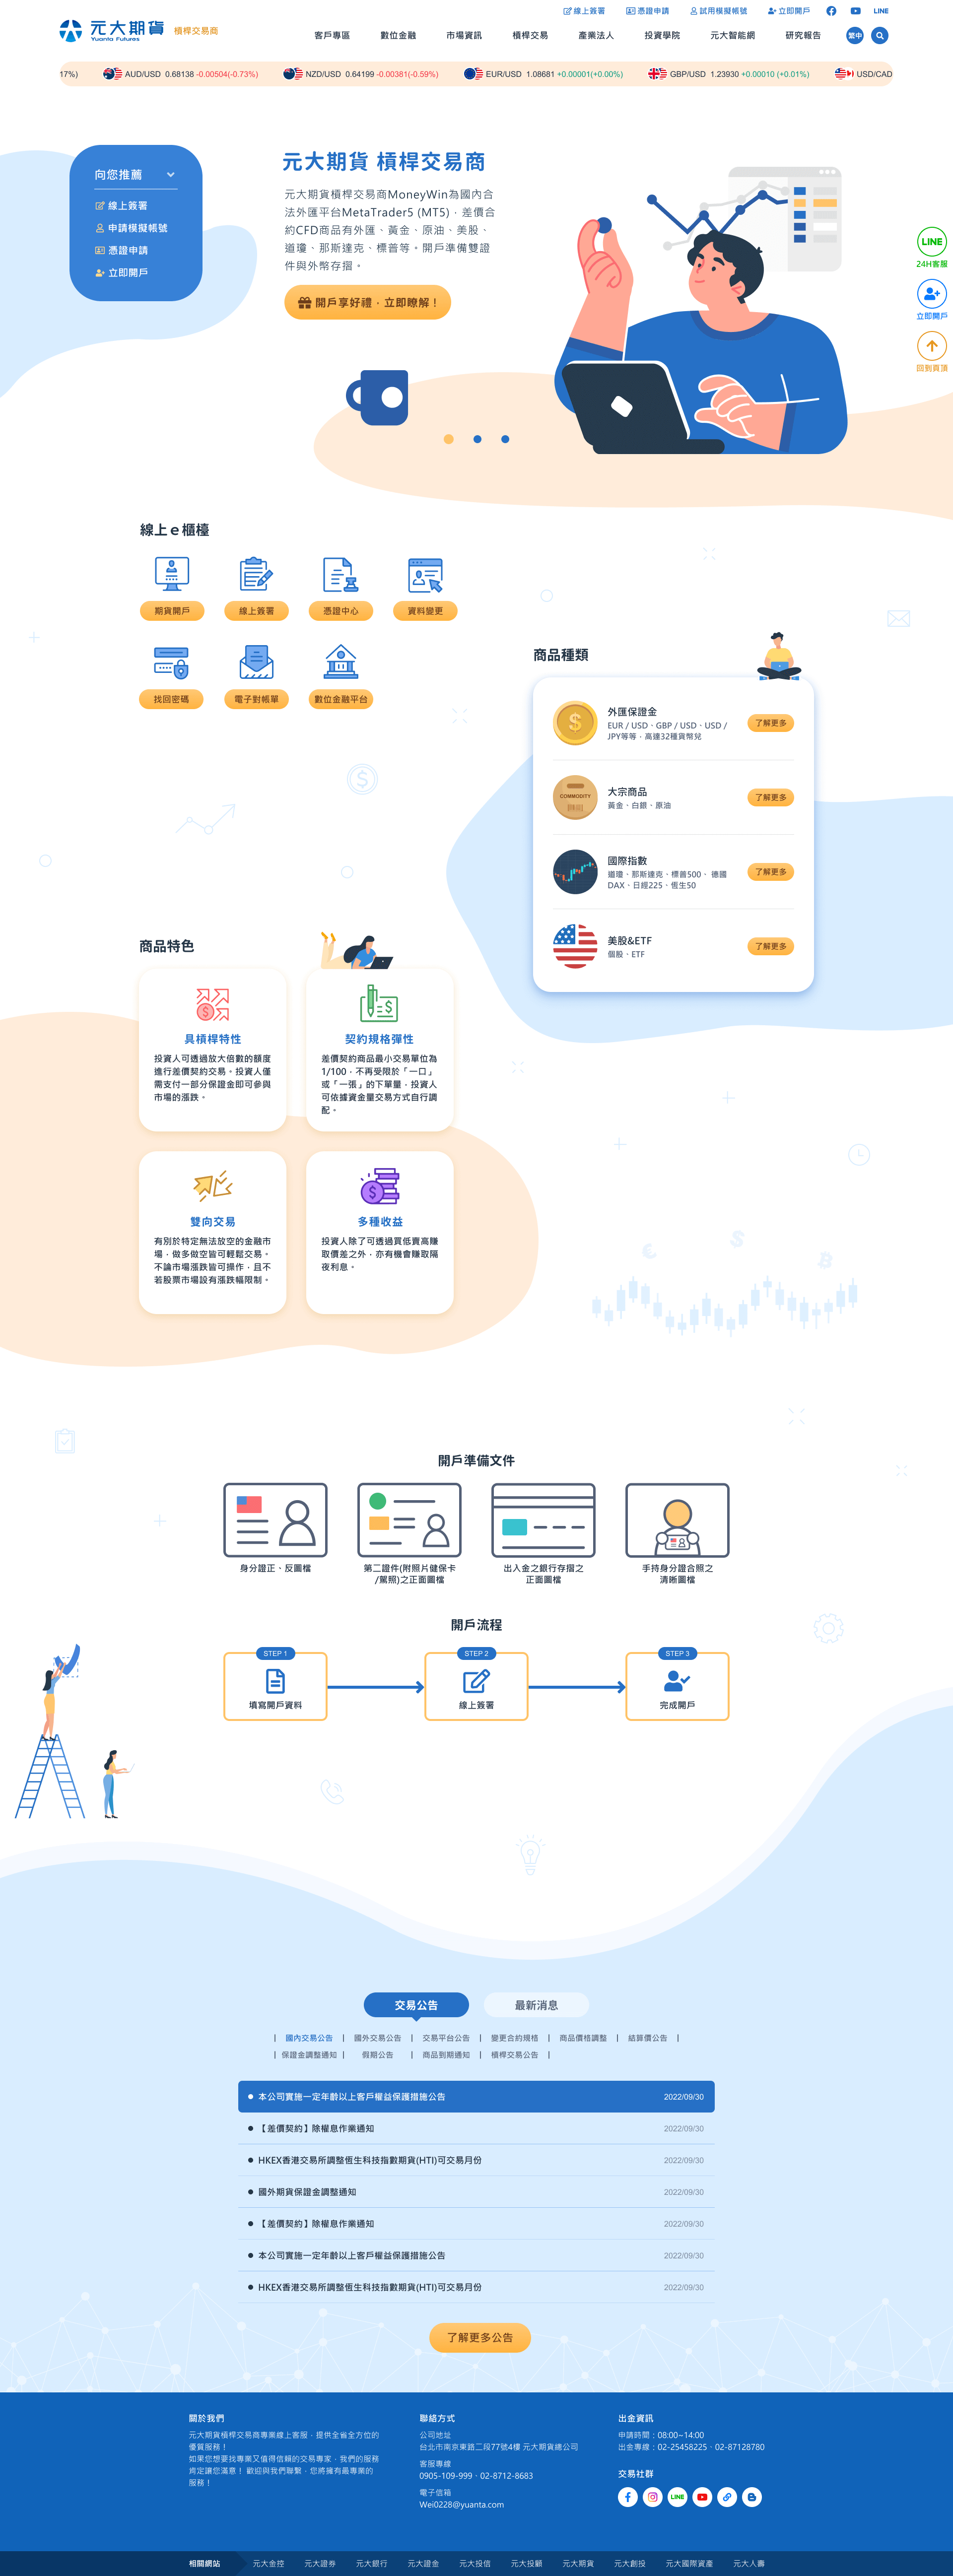 線上簽署 憑證申請 試用模擬帳號 立即開戶 LINE
元大期貨 槓桿交易商
Yuanta Futures
客戶專區 數位金融 市場資訊 槓桿交易 產業法人 投資學院 元大智能網 研究報告 繁中
17%) AUD/USD 0.68138 -0.00504(-0.73%) NZD/USD 0.64199 -0.00381(-0.59%) EUR/USD 1.08681 +0.00001(+0.00%) GBP/USD 1.23930 +0.00010 (+0.01%) USD/CAD
向您推薦
線上簽署
申請模擬帳號
憑證申請
立即開戶
元大期貨 槓桿交易商
元大期貨槓桿交易商MoneyWin為國內合
法外匯平台MetaTrader5 (MT5)，差價合
約CFD商品有外匯、黃金、原油、美股、
道瓊、那斯達克、標普等。開戶準備雙證
件與外幣存摺。
開戶享好禮，立即瞭解！
LINE
24H客服
立即開戶
回到頁頂
線上ｅ櫃檯
期貨開戶 線上簽署 憑證中心 資料變更
找回密碼 電子對帳單 數位金融平台
商品種類
外匯保證金
EUR / USD、GBP / USD、USD /
JPY等等，高達32種貨幣兌
了解更多
COMMODITY
大宗商品
黃金、白銀、原油
了解更多
國際指數
道瓊、那斯達克、標普500、 德國
DAX、日經225、恆生50
了解更多
美股&ETF
個股、ETF
了解更多
商品特色
具槓桿特性
投資人可透過放大倍數的額度
進行差價契約交易。投資人僅
需支付一部分保證金即可參與
市場的漲跌。
契約規格彈性
差價契約商品最小交易單位為
1/100，不再受限於「一口」
或「一張」的下單量，投資人
可依據資金量交易方式自行調
配。
雙向交易
有別於特定無法放空的金融市
場，做多做空皆可輕鬆交易。
不論市場漲跌皆可操作，且不
若股票市場設有漲跌幅限制。
多種收益
投資人除了可透過買低賣高賺
取價差之外，亦有機會賺取隔
夜利息。
開戶準備文件
身分證正、反圖檔
第二證件(附照片健保卡
/駕照)之正面圖檔
出入金之銀行存摺之
正面圖檔
手持身分證合照之
清晰圖檔
開戶流程
STEP 1 STEP 2 STEP 3
填寫開戶資料 線上簽署 完成開戶
交易公告 最新消息
| 國內交易公告 | 國外交易公告 | 交易平台公告 | 變更合約規格 | 商品價格調整 | 結算價公告 |
| 保證金調整通知 | 假期公告 | 商品到期通知 | 槓桿交易公告 |
● 本公司實施一定年齡以上客戶權益保護措施公告 2022/09/30
● 【差價契約】除權息作業通知 2022/09/30
● HKEX香港交易所調整恆生科技指數期貨(HTI)可交易月份 2022/09/30
● 國外期貨保證金調整通知 2022/09/30
● 【差價契約】除權息作業通知 2022/09/30
● 本公司實施一定年齡以上客戶權益保護措施公告 2022/09/30
● HKEX香港交易所調整恆生科技指數期貨(HTI)可交易月份 2022/09/30
了解更多公告
關於我們
元大期貨槓桿交易商專業線上客服，提供全省全方位的
優質服務！
如果您想要找專業又值得信賴的交易專家，我們的服務
肯定讓您滿意！ 歡迎與我們聯繫，您將擁有最專業的
服務！
聯絡方式
公司地址
台北市南京東路二段77號4樓 元大期貨總公司
客服專線
0905-109-999、02-8712-8683
電子信箱
Wei0228@yuanta.com
出金資訊
申請時間：08:00~14:00
出金專線：02-25458225、02-87128780
交易社群
LINE
相關網站 元大金控 元大證券 元大銀行 元大證金 元大投信 元大投顧 元大期貨 元大創投 元大國際資產 元大人壽